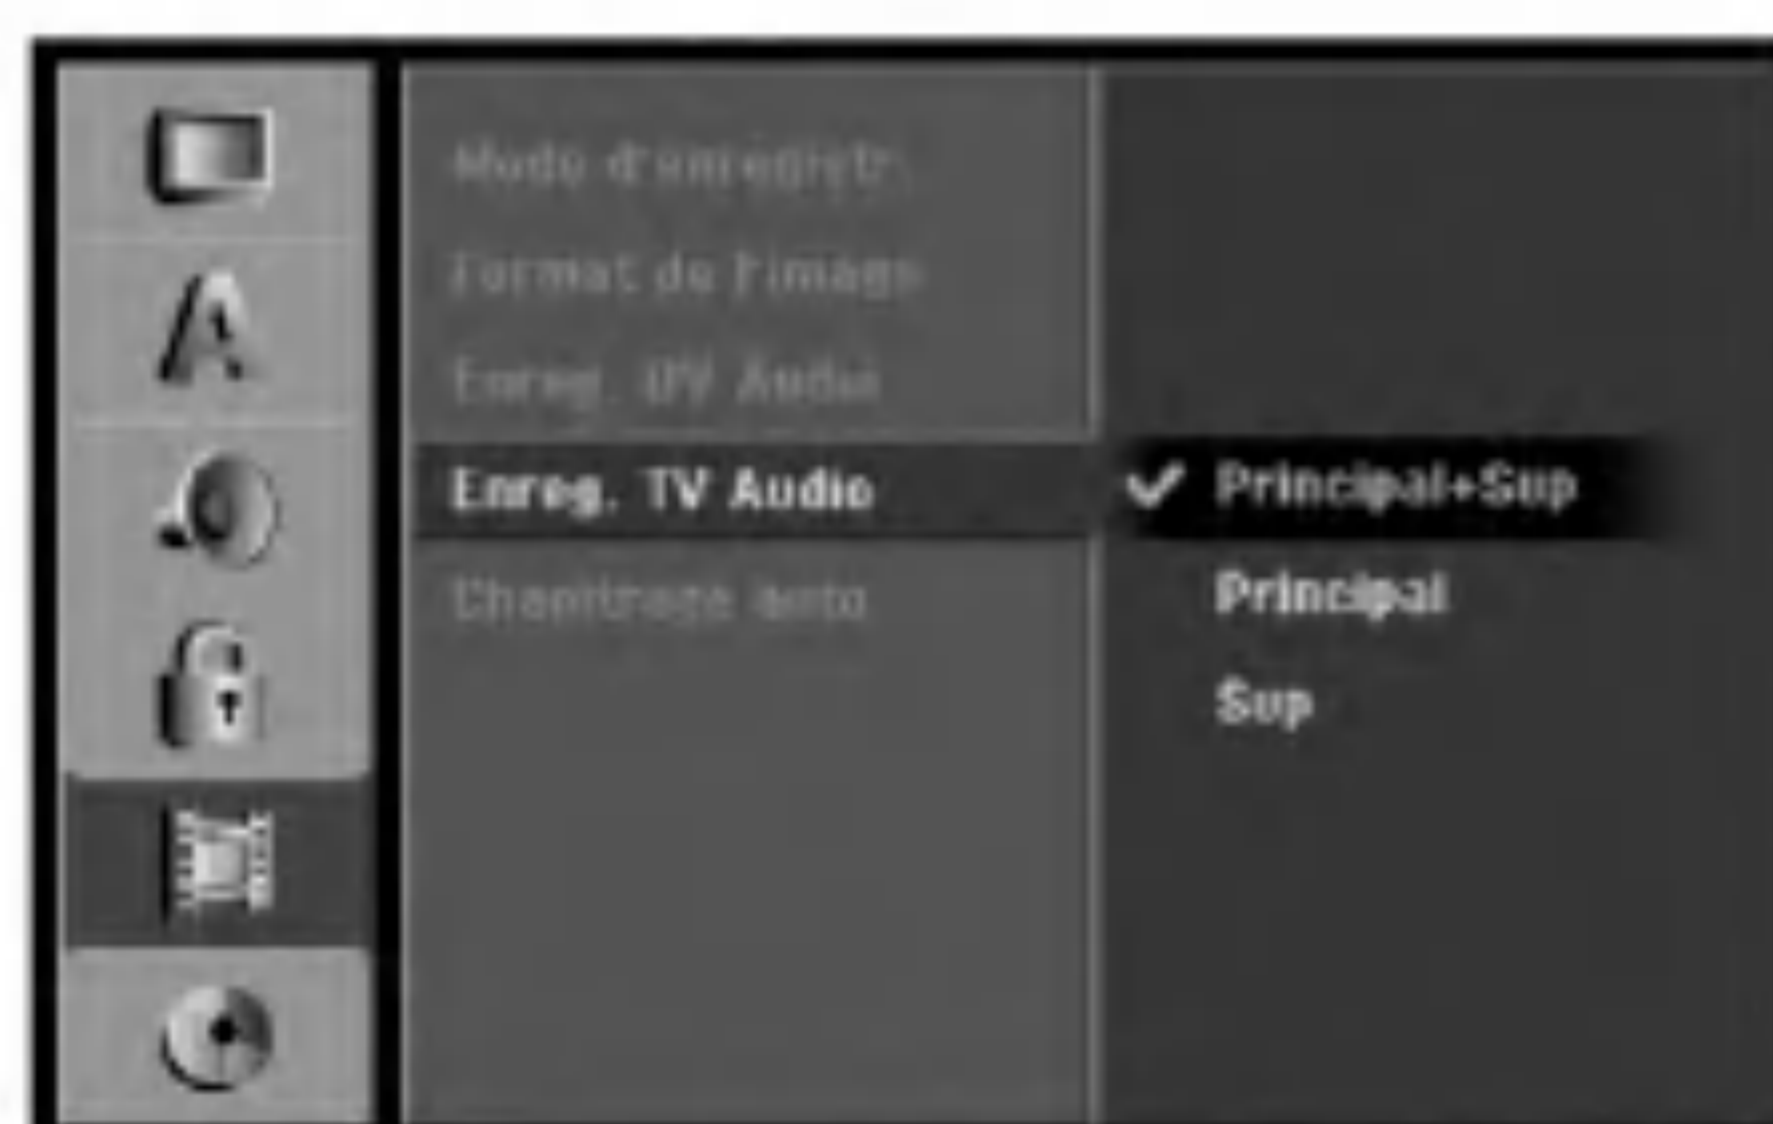 Mode d'enregistr.
Format de l'image
Enreg. DV Audio
Enreg. TV Audio
Principal+Sup
Principal
Sup
Chapitrage auto